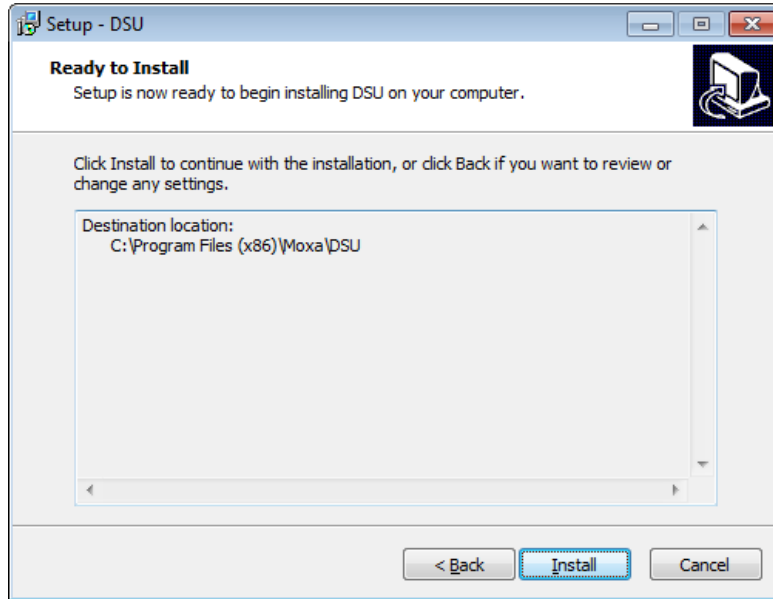 Setup - DSU
Ready to Install
Setup is now ready to begin installing DSU on your computer.
Click Install to continue with the installation, or click Back if you want to review or
change any settings.
Destination location:
C:\Program Files (x86)\Moxa\DSU
< Back
Install
Cancel